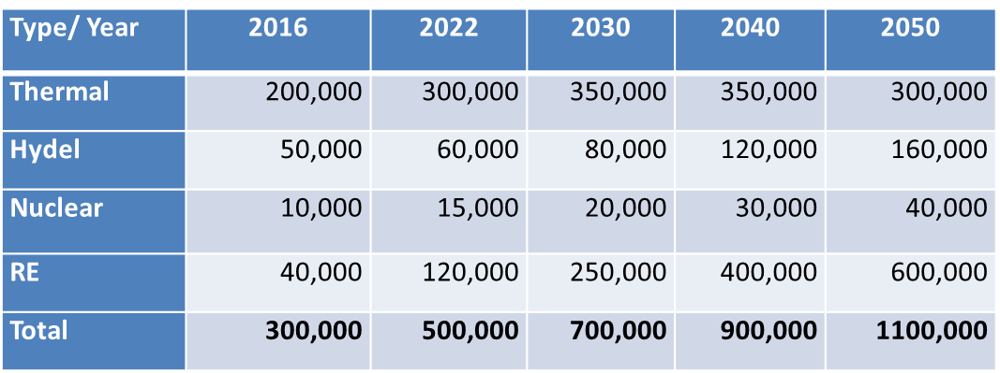 Type/ Year 2016 2022 2030 2040 2050
Thermal 200,000 300,000 350,000 350,000 300,000
Hydel 50,000 60,000 80,000 120,000 160,000
Nuclear 10,000 15,000 20,000 30,000 40,000
RE 40,000 120,000 250,000 400,000 600,000
Total 300,000 500,000 700,000 900,000 1100,000